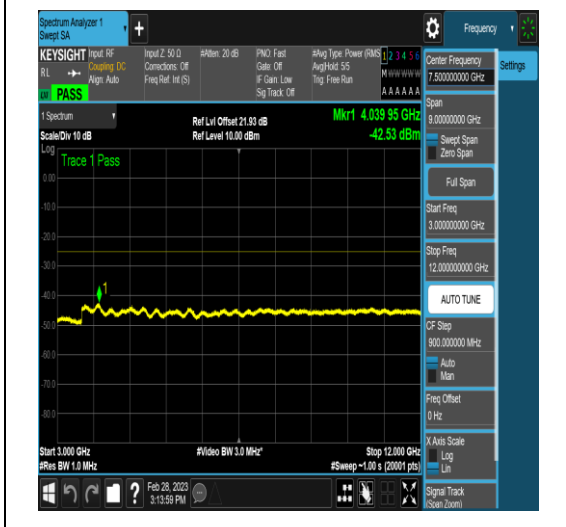 Spectrum Analyzer 1
Swept SA
+
Frequency
KEYSIGHT
RL
PASS
Input: RF
Coupling: DC
Align: Auto
Input Z: 50 Ω
Corrections: Off
Freq Ref: Int (S)
#Atten: 20 dB
PNO: Fast
Gate: Off
IF Gain: Low
Sig Track: Off
#Avg Type: Power (RMS
Avg|Hold: 5/5
Trig: Free Run
1 2 3 4 5 6
M W W W W W
A A A A A A
1 Spectrum
Scale/Div 10 dB
Ref Lvl Offset 21.93 dB
Ref Level 10.00 dBm
Mkr1 4.039 95 GHz
-42.53 dBm
Log
Trace 1 Pass
0.00
-10.0
-20.0
-30.0
-40.0
-50.0
-60.0
-70.0
-80.0
1
Start 3.000 GHz
#Res BW 1.0 MHz
#Video BW 3.0 MHz*
Stop 12.000 GHz
#Sweep ~1.00 s (20001 pts)
Center Frequency
7.500000000 GHz
Settings
Span
9.00000000 GHz
Swept Span
Zero Span
Full Span
Start Freq
3.000000000 GHz
Stop Freq
12.000000000 GHz
AUTO TUNE
CF Step
900.000000 MHz
Auto
Man
Freq Offset
0 Hz
X Axis Scale
Log
Lin
Signal Track
(Span Zoom)
?
Feb 28, 2023
3:13:59 PM